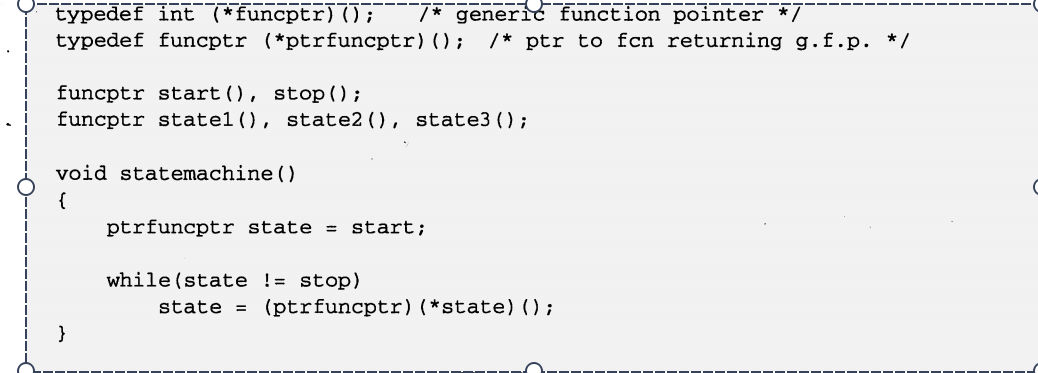 typedef int (*funcptr)();   /* generic function pointer */
typedef funcptr (*ptrfuncptr)();  /* ptr to fcn returning g.f.p. */

funcptr start(), stop();
funcptr state1(), state2(), state3();

void statemachine()
{
    ptrfuncptr state = start;

    while(state != stop)
        state = (ptrfuncptr)(*state)();
}